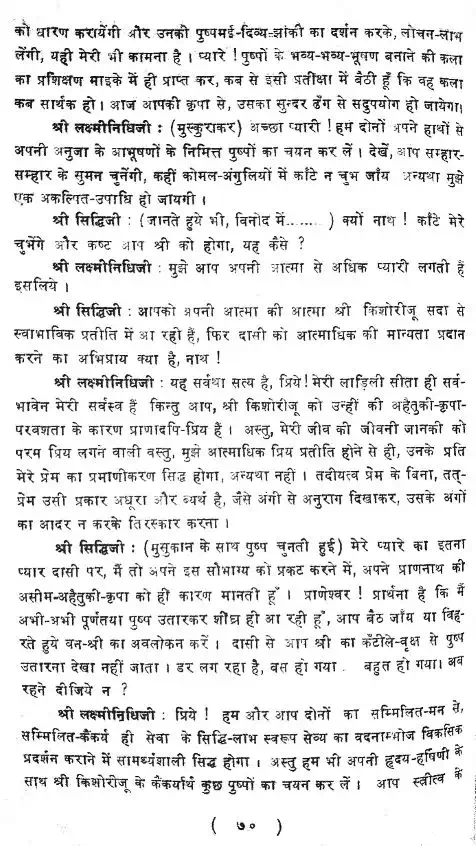 को धारण करायेंगी और उनकी पुष्पमई-दिव्य-झांकी का दर्शन करके, लोचन-लाभ
लेंगी, यही मेरी भी कामना है । प्यारे ! पुष्पों के भव्य-भव्य-भूषण बनाने की कला
का प्रशिक्षण माइके में ही प्राप्त कर, कब से इसी प्रतीक्षा में बैठी हूँ कि वह कला
कब सार्थक हो । आज आपकी कृपा से, उसका सुन्दर ढँग से सदुपयोग हो जायेगा।
श्री लक्ष्मीनिधिजी : (मुस्कुराकर) अच्छा प्यारी ! हम दोनों अपने हाथों से
अपनी अनुजा के आभूषणों के निमित्त पुष्पों का चयन कर लें । देखें, आप सम्हार-
सम्हार के सुमन चुनेंगी, कहीं कोमल-अंगुलियों में काँटे न चुभ जाँय अन्यथा मुझे
एक अकल्पित-उपाधि हो जायगी ।
श्री सिद्धिजी : (जानते हुये भी, विनोद में........) क्यों नाथ ! काँटे मेरे
चुभेंगे और कष्ट आप श्री को होगा, यह कैसे ?
श्री लक्ष्मीनिधिजी : मुझे आप अपनी आत्मा से अधिक प्यारी लगती हैं
इसलिये ।
श्री सिद्धिजी : आपको अपनी आत्मा की आत्मा श्री किशोरीजू सदा से
स्वाभाविक प्रतीति में आ रही हैं, फिर दासी को आत्माधिक की मान्यता प्रदान
करने का अभिप्राय क्या है, नाथ !
श्री लक्ष्मीनिधिजी : यह सर्वथा सत्य है, प्रिये ! मेरी लाड़िली सीता ही सर्व-
भावेन मेरी सर्वस्व हैं किन्तु आप, श्री किशोरीजू को उन्हीं की अहैतुकी-कृपा-
परवशता के कारण प्राणादपि-प्रिय हैं । अस्तु, मेरी जीव की जीवनी जानकी को
परम प्रिय लगने वाली वस्तु, मुझे आत्माधिक प्रिय प्रतीति होने से ही, उनके प्रति
मेरे प्रेम का प्रमाणीकरण सिद्ध होगा, अन्यथा नहीं । तदीयत्व प्रेम के बिना, तत्-
प्रेम उसी प्रकार अधूरा और व्यर्थ है, जैसे अंगी से अनुराग दिखाकर, उसके अंगों
का आदर न करके तिरस्कार करना ।
श्री सिद्धिजी : (मुसुकान के साथ पुष्प चुनती हुई) मेरे प्यारे का इतना
प्यार दासी पर, मैं तो अपने इस सौभाग्य को प्रकट करने में, अपने प्राणनाथ की
असीम-अहैतुकी-कृपा को ही कारण मानती हूँ । प्राणेश्वर ! प्रार्थना है कि मैं
अभी-अभी पूर्णतया पुष्प उतारकर शीघ्र ही आ रही हूँ, आप बैठ जाँय या विह-
रते हुये वन-श्री का अवलोकन करें । दासी से आप श्री का कँटीले-वृक्ष से पुष्प
उतारना देखा नहीं जाता । डर लग रहा है, बस हो गया . बहुत हो गया। अब
रहने दीजिये न ?
श्री लक्ष्मीनिधिजी : प्रिये ! हम और आप दोनों का सम्मिलित-मन से,
सम्मिलित-कैंकर्य ही सेवा के सिद्धि-लाभ स्वरूप सेव्य का वदनाम्भोज विकसित
प्रदर्शन कराने में सामर्थ्यशाली सिद्ध होगा । अस्तु हम भी अपनी हृदय-हर्षिणी के
साथ श्री किशोरीजू के कैंकर्यार्थ कुछ पुष्पों का चयन कर लें । आप स्त्रीत्व के
( ७० )